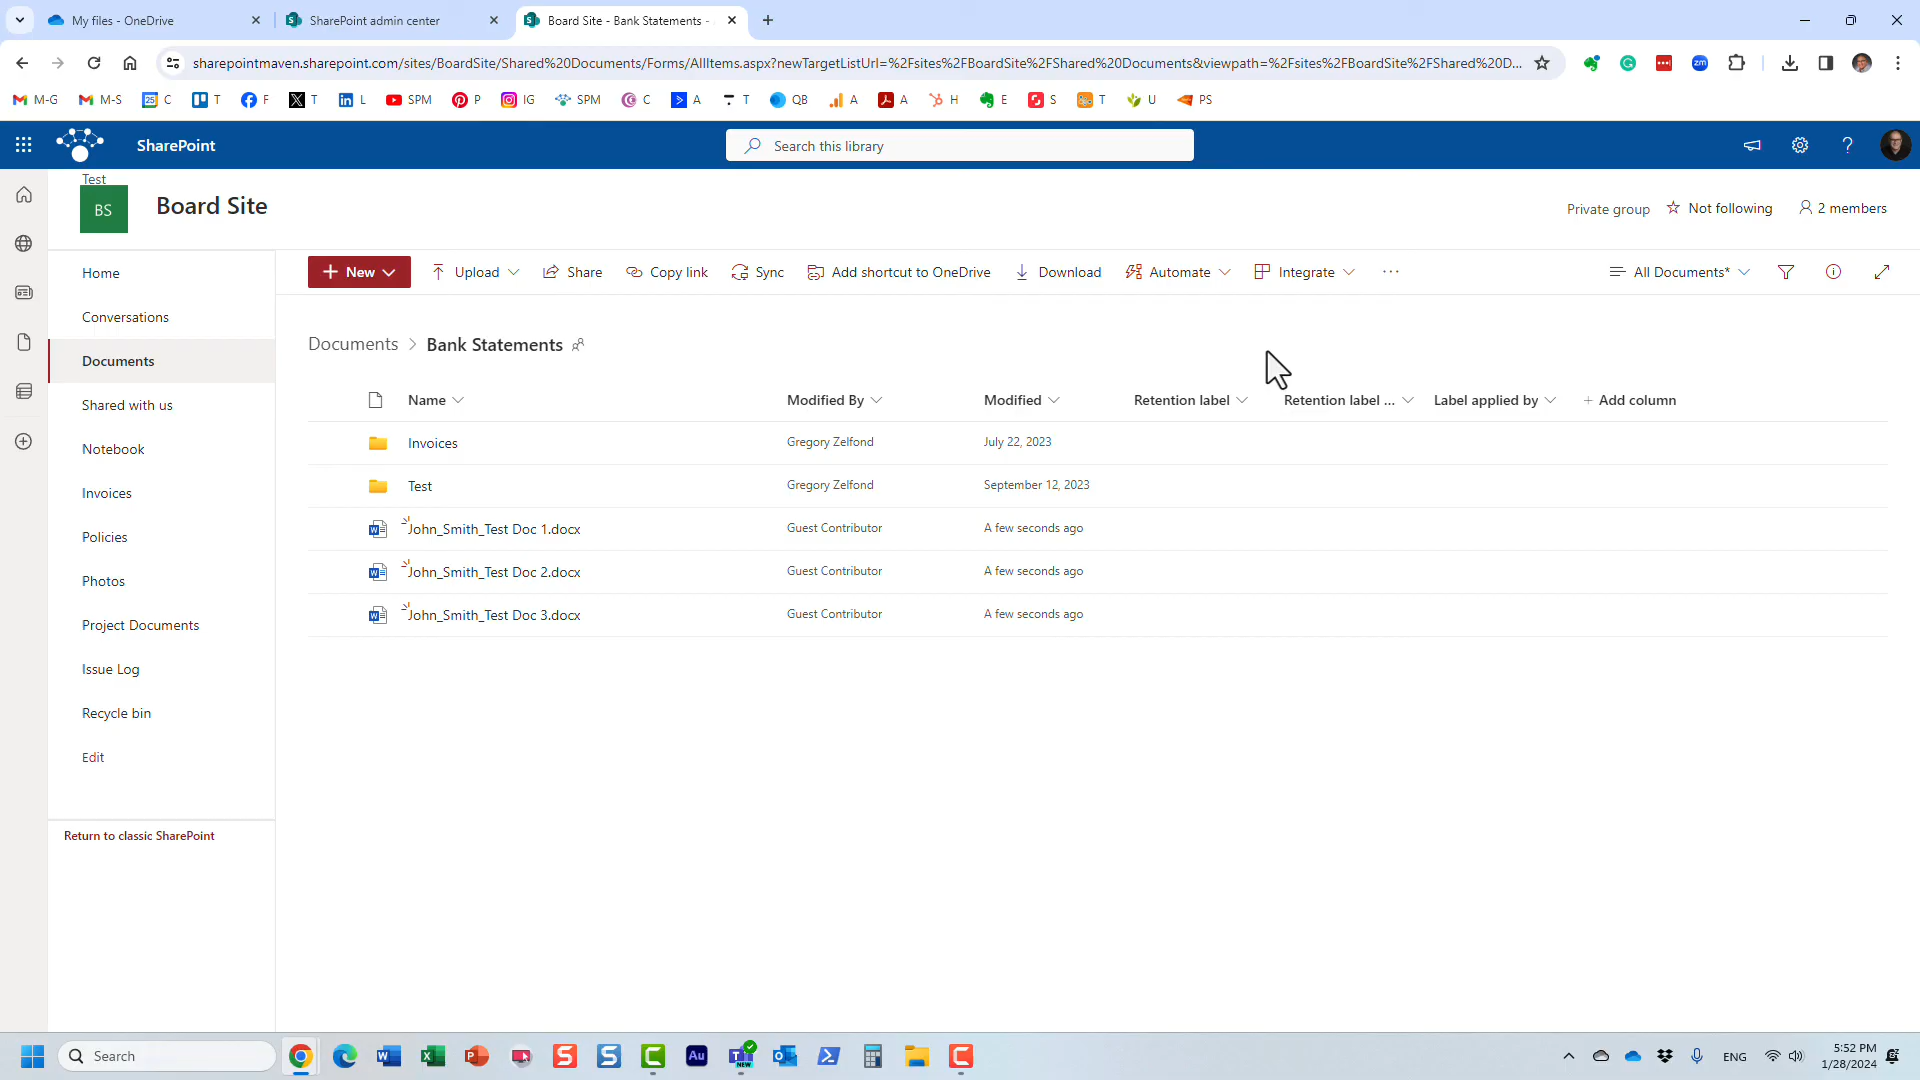 My files - OneDrive
SharePoint admin center
Board Site - Bank Statements -
sharepointmaven.sharepoint.com/sites/BoardSite/Shared%20Documents/Forms/AllItems.aspx?newTargetListUrl=%2Fsites%2FBoardSite%2FShared%20Documents&viewpath=%2Fsites%2FBoardSite%2FShared%20D...
M-G M-S C T F T L SPM P IG SPM C A T QB A A H E S T U PS
SharePoint
Search this library
Test
BS
Board Site
Private group
Not following
2 members
Home
Conversations
Documents
Shared with us
Notebook
Invoices
Policies
Photos
Project Documents
Issue Log
Recycle bin
Edit
Return to classic SharePoint
New
Upload
Share
Copy link
Sync
Add shortcut to OneDrive
Download
Automate
Integrate
All Documents*
Documents > Bank Statements
Name Modified By Modified Retention label Retention label ... Label applied by + Add column
Invoices Gregory Zelfond July 22, 2023
Test Gregory Zelfond September 12, 2023
John_Smith_Test Doc 1.docx Guest Contributor A few seconds ago
John_Smith_Test Doc 2.docx Guest Contributor A few seconds ago
John_Smith_Test Doc 3.docx Guest Contributor A few seconds ago
Search
ENG
5:52 PM
1/28/2024